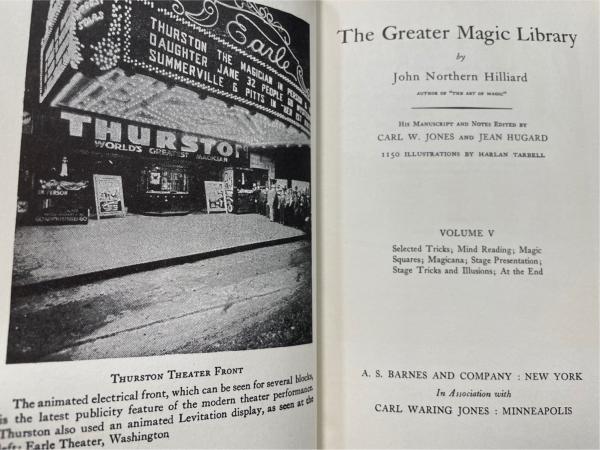 Earle
THURSTON THE MAGICIAN IN PERSON &
DAUGHTER JANE 32 PEOPLE
SUMMERVILLE & PITTS IN
THURSTON
WORLD'S GREATEST MAGICIAN
PERSON
THURSTON THEATER FRONT
The animated electrical front, which can be seen for several blocks,
is the latest publicity feature of the modern theater performance.
Thurston also used an animated Levitation display, as seen at the
left: Earle Theater, Washington
The Greater Magic Library
by
John Northern Hilliard
AUTHOR OF "THE ART OF MAGIC"
HIS MANUSCRIPT AND NOTES EDITED BY
CARL W. JONES AND JEAN HUGARD
1150 ILLUSTRATIONS BY HARLAN TARBELL
VOLUME V
Selected Tricks; Mind Reading; Magic
Squares; Magicana; Stage Presentation;
Stage Tricks and Illusions; At the End
A. S. BARNES AND COMPANY : NEW YORK
In Association with
CARL WARING JONES : MINNEAPOLIS